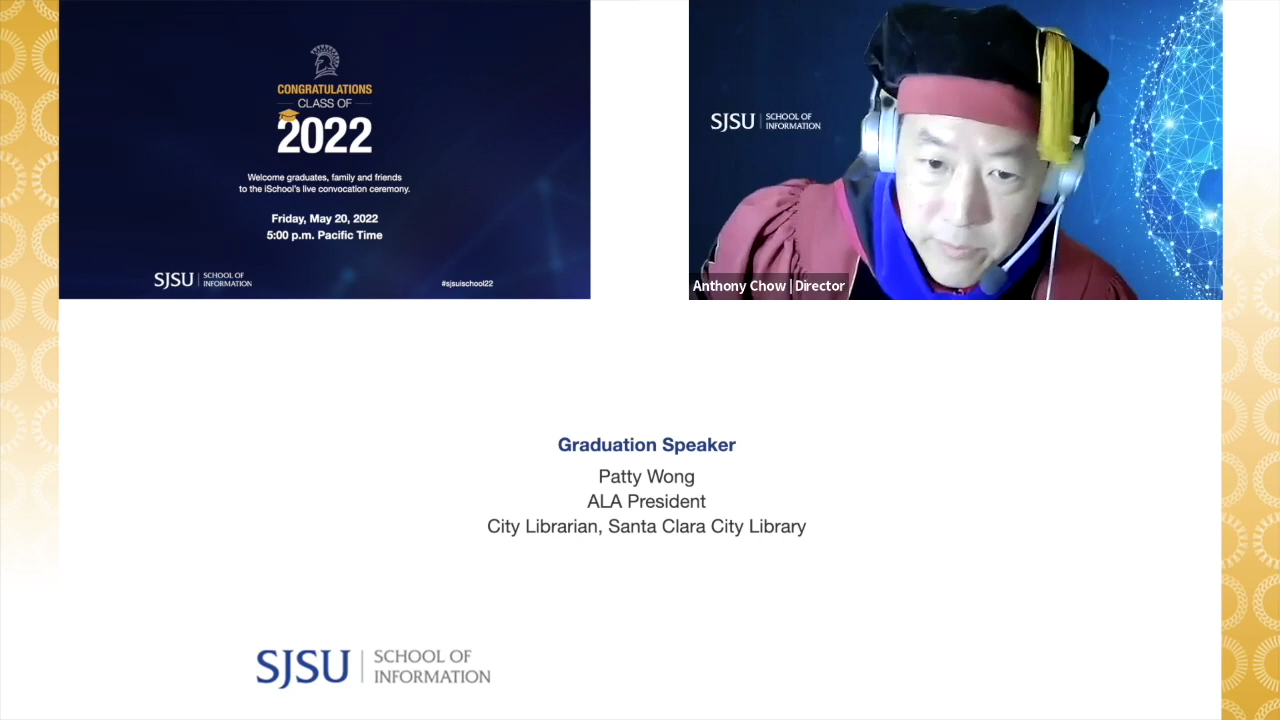 CONGRATULATIONS
CLASS OF
2022
Welcome graduates, family and friends
to the iSchool's live convocation ceremony.
Friday, May 20, 2022
5:00 p.m. Pacific Time
SJSU | SCHOOL OF
INFORMATION
#sjsuischool22
SJSU | SCHOOL OF
INFORMATION
Anthony Chow | Director
Graduation Speaker
Patty Wong
ALA President
City Librarian, Santa Clara City Library
SJSU | SCHOOL OF
INFORMATION